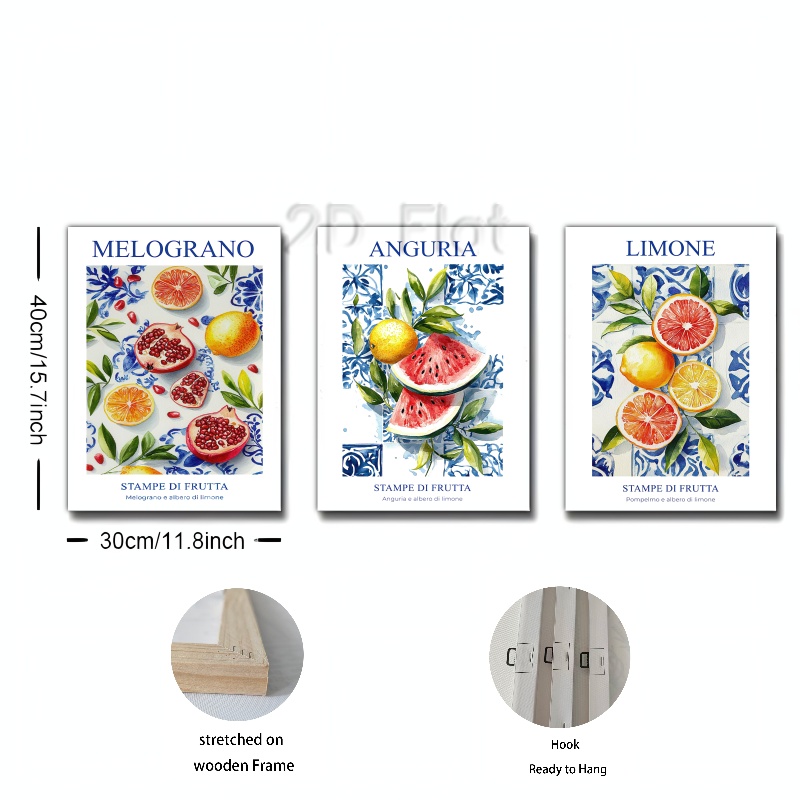 2D Flat
MELOGRANO
STAMPE DI FRUTTA
Melograno e albero di limone
ANGURIA
STAMPE DI FRUTTA
Anguria e albero di limone
LIMONE
STAMPE DI FRUTTA
Pompelmo e albero di limone
40cm/15.7inch
30cm/11.8inch
stretched on
wooden Frame
Hook
Ready to Hang